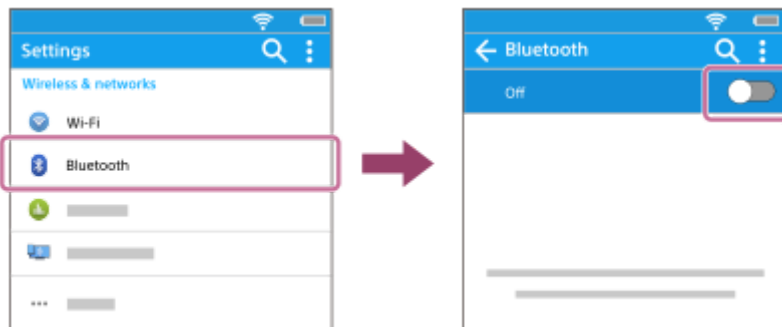 Settings
Wireless & networks
Wi-Fi
Bluetooth
Bluetooth
Off